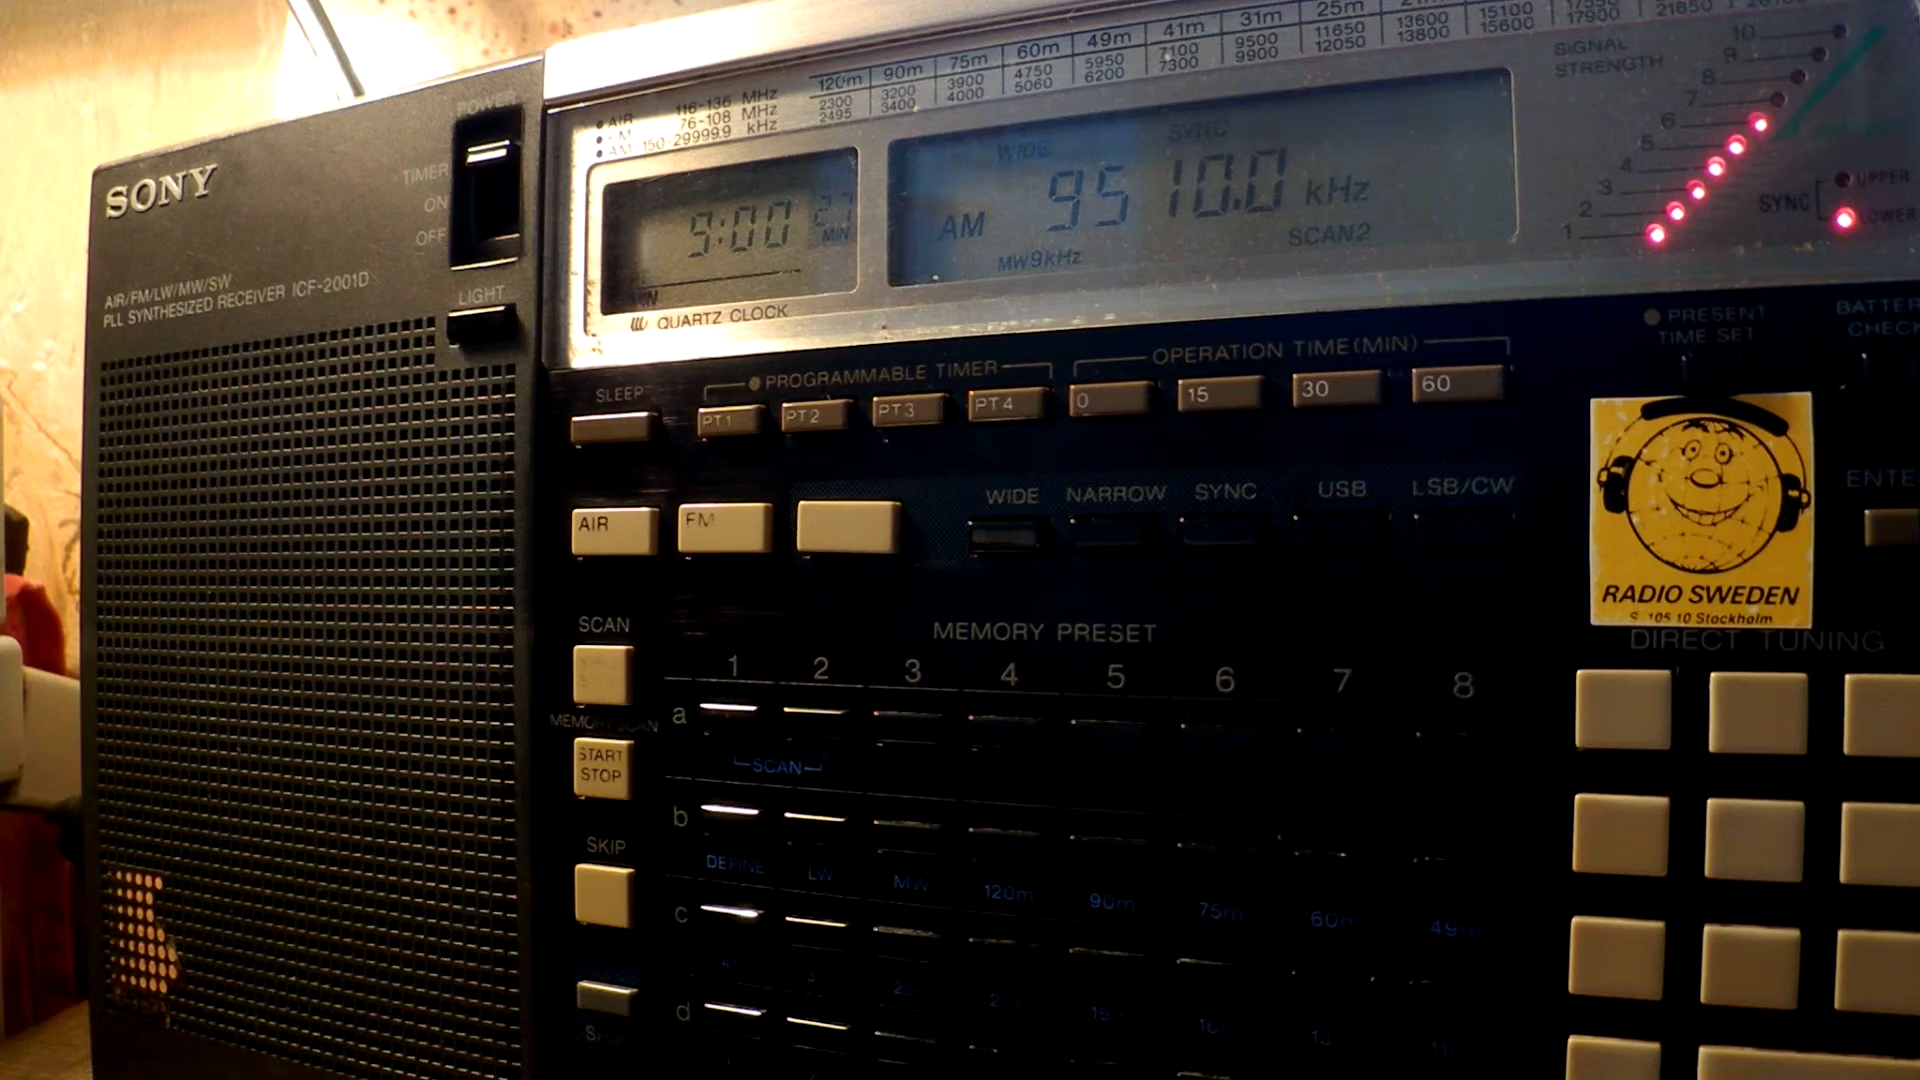 SONY
POWER
TIMER
ON
OFF
AIR/FM/LW/MW/SW
PLL SYNTHESIZED RECEIVER ICF-2001D
LIGHT
AIR 116-136 MHz
FM 76-108 MHz
AM 150-29999.9 kHz
120m 90m 75m 60m 49m 41m 31m 25m
2300 3200 3900 4750 5950 7100 9500 11650 13600 15100
2495 3400 4000 5060 6200 7300 9900 12050 13800 15600 17900 21850
9:00 27 MIN
QUARTZ CLOCK
WIDE SYNC
AM 9510.0 kHz
MW9kHz SCAN2
SIGNAL
STRENGTH
10
9
8
7
6
5
4
3
2
1
SYNC UPPER
LOWER
PRESENT
TIME SET
SLEEP PROGRAMMABLE TIMER OPERATION TIME(MIN)
PT1 PT2 PT3 PT4 0 15 30 60
AIR FM WIDE NARROW SYNC USB LSB/CW
RADIO SWEDEN
S-105 10 Stockholm
DIRECT TUNING
SCAN
MEMORY SCAN
START
STOP
SKIP
MEMORY PRESET
1 2 3 4 5 6 7 8
a
SCAN
b
DEFINE LW MW 120m 90m 75m 60m 49m
c
d